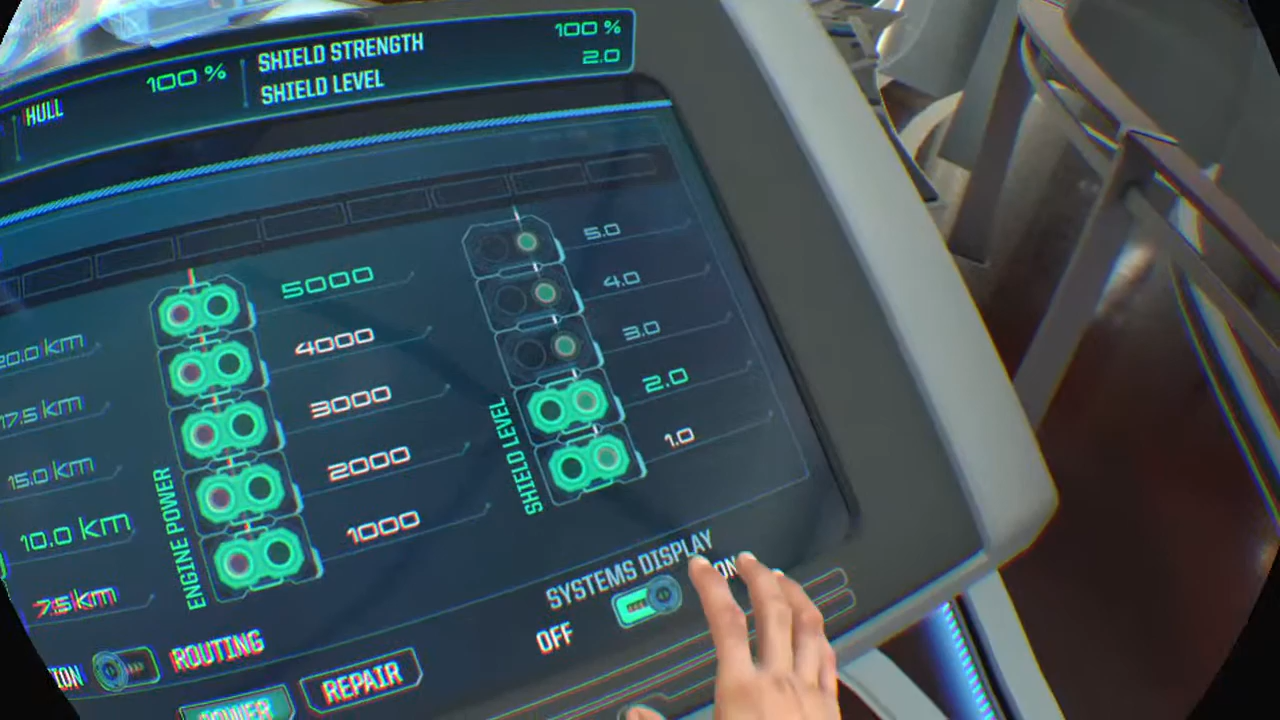 HULL 100 % SHIELD STRENGTH 100 %
SHIELD LEVEL 2.0
20.0 km
17.5 km
15.0 km
10.0 km
7.5 km
ENGINE POWER
5000
4000
3000
2000
1000
SHIELD LEVEL
5.0
4.0
3.0
2.0
1.0
SYSTEMS DISPLAY
OFF ON
ROUTING
POWER REPAIR